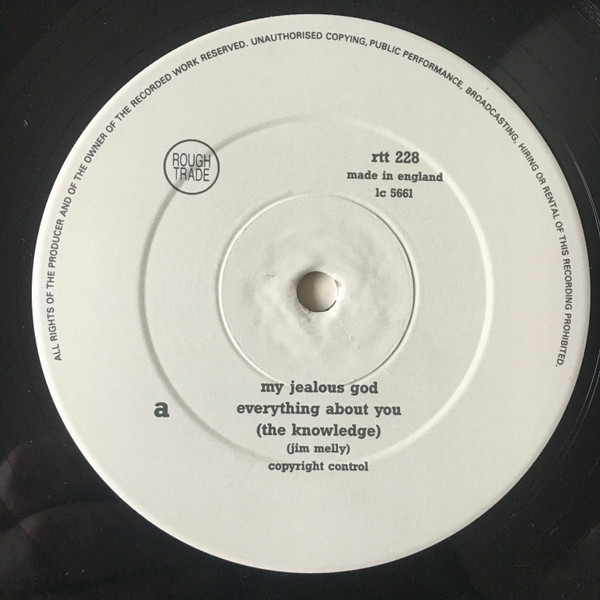 ALL RIGHTS OF THE PRODUCER AND OF THE OWNER OF THE RECORDED WORK RESERVED. UNAUTHORISED COPYING, PUBLIC PERFORMANCE, BROADCASTING, HIRING OR RENTAL OF THIS RECORDING PROHIBITED.
ROUGH
TRADE
rtt 228
made in england
lc 5661
a
my jealous god
everything about you
(the knowledge)
(jim melly)
copyright control